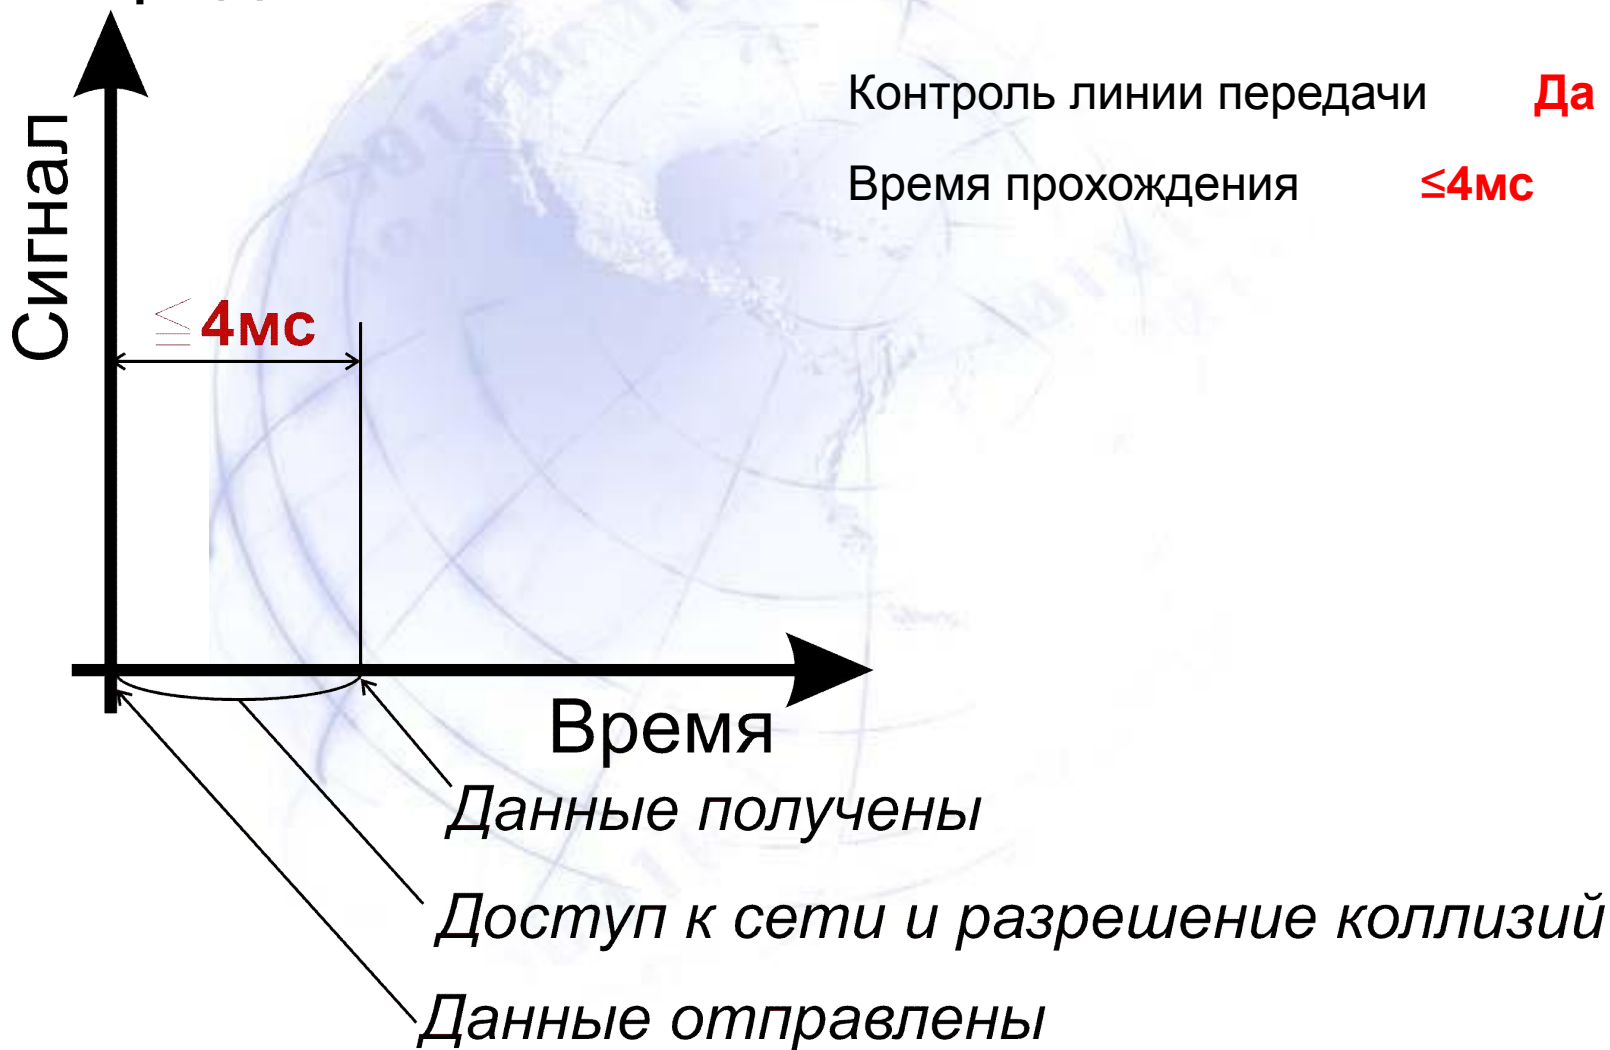 Контроль линии передачи Да
Время прохождения ≤4мс
Сигнал
≦4мс
Время
Данные получены
Доступ к сети и разрешение коллизий
Данные отправлены